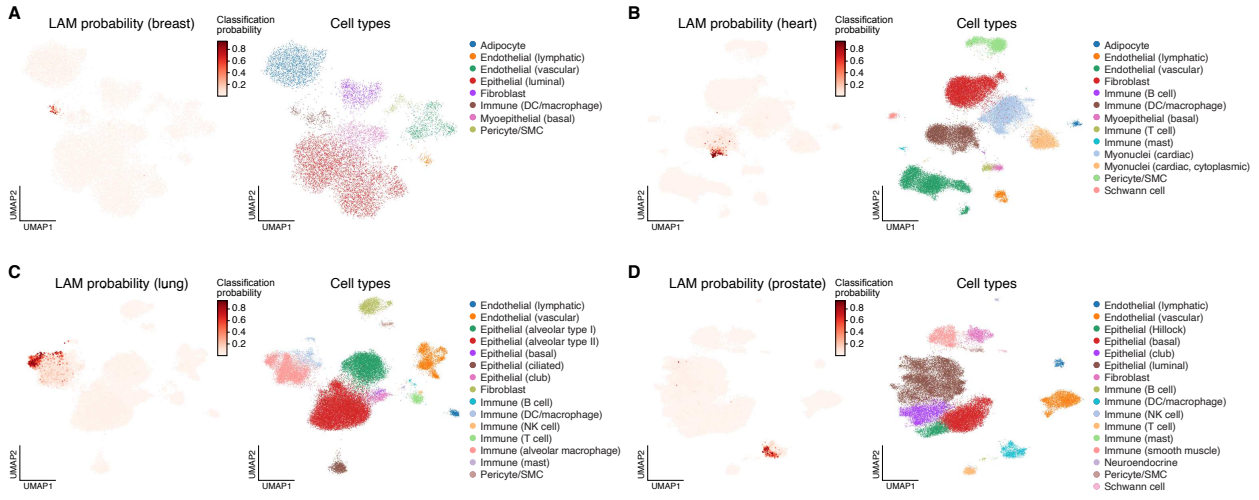 A
LAM probability (breast)
Classification
probability
0.8
0.6
0.4
0.2
UMAP2
UMAP1
Cell types
UMAP2
UMAP1
Adipocyte
Endothelial (lymphatic)
Endothelial (vascular)
Epithelial (luminal)
Fibroblast
Immune (DC/macrophage)
Myoepithelial (basal)
Pericyte/SMC
B
LAM probability (heart)
Classification
probability
0.8
0.6
0.4
0.2
UMAP2
UMAP1
Cell types
UMAP2
UMAP1
Adipocyte
Endothelial (lymphatic)
Endothelial (vascular)
Fibroblast
Immune (B cell)
Immune (DC/macrophage)
Myoepithelial (basal)
Immune (T cell)
Immune (mast)
Myonuclei (cardiac)
Myonuclei (cardiac, cytoplasmic)
Pericyte/SMC
Schwann cell
C
LAM probability (lung)
Classification
probability
0.8
0.6
0.4
0.2
UMAP2
UMAP1
Cell types
UMAP2
UMAP1
Endothelial (lymphatic)
Endothelial (vascular)
Epithelial (alveolar type I)
Epithelial (alveolar type II)
Epithelial (basal)
Epithelial (ciliated)
Epithelial (club)
Fibroblast
Immune (B cell)
Immune (DC/macrophage)
Immune (NK cell)
Immune (T cell)
Immune (alveolar macrophage)
Immune (mast)
Pericyte/SMC
D
LAM probability (prostate)
Classification
probability
0.8
0.6
0.4
0.2
UMAP2
UMAP1
Cell types
UMAP2
UMAP1
Endothelial (lymphatic)
Endothelial (vascular)
Epithelial (Hillock)
Epithelial (basal)
Epithelial (club)
Epithelial (luminal)
Fibroblast
Immune (B cell)
Immune (DC/macrophage)
Immune (NK cell)
Immune (T cell)
Immune (mast)
Immune (smooth muscle)
Neuroendocrine
Pericyte/SMC
Schwann cell